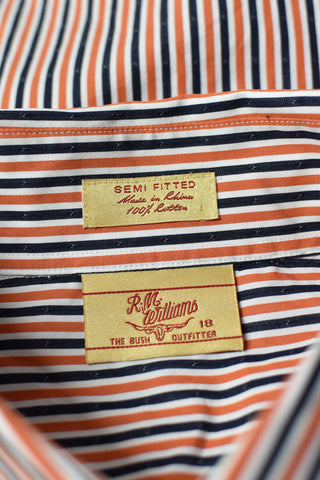 SEMI FITTED
Made in China
100% Cotton
R.M.
Williams
18
THE BUSH OUTFITTER